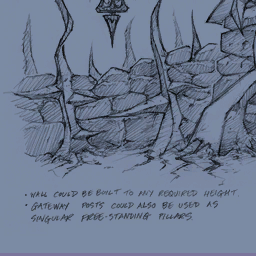 • WALL COULD BE BUILT TO ANY REQUIRED HEIGHT.
• GATEWAY POSTS COULD ALSO BE USED AS
SINGULAR FREE-STANDING PILLARS.